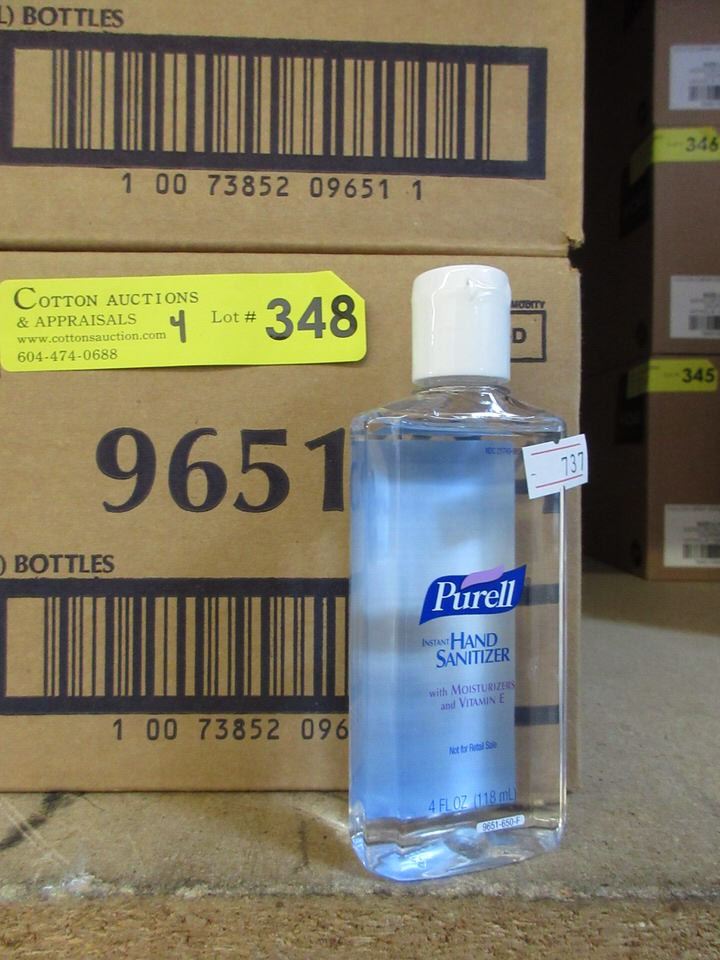 L) BOTTLES
1 00 73852 09651 1
COTTON AUCTIONS
& APPRAISALS
www.cottonsauction.com
604-474-0688
4
Lot # 348
9651
) BOTTLES
1 00 73852 096
D
737
Purell
INSTANT HAND
SANITIZER
with MOISTURIZERS
and VITAMIN E
Not for Retail Sale
4 FL OZ (118 mL)
9651-650-F
346
345